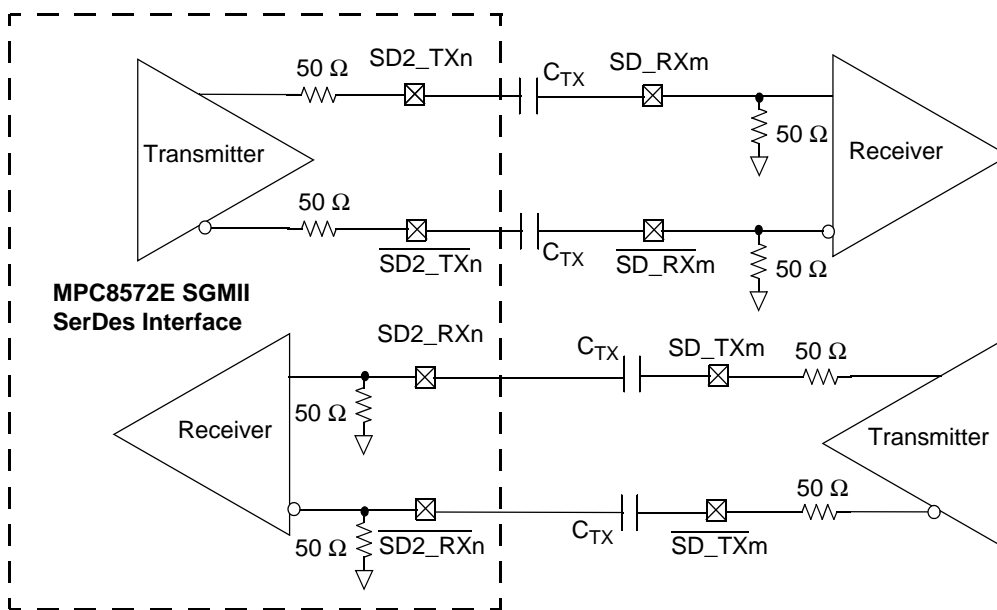 50 Ω
SD2_TXn
C_TX
SD_RXm
50 Ω
Transmitter
Receiver
50 Ω
SD2_TXn
C_TX
SD_RXm
50 Ω
MPC8572E SGMII
SerDes Interface
SD2_RXn
C_TX
SD_TXm
50 Ω
50 Ω
Receiver
Transmitter
50 Ω
SD2_RXn
C_TX
SD_TXm
50 Ω